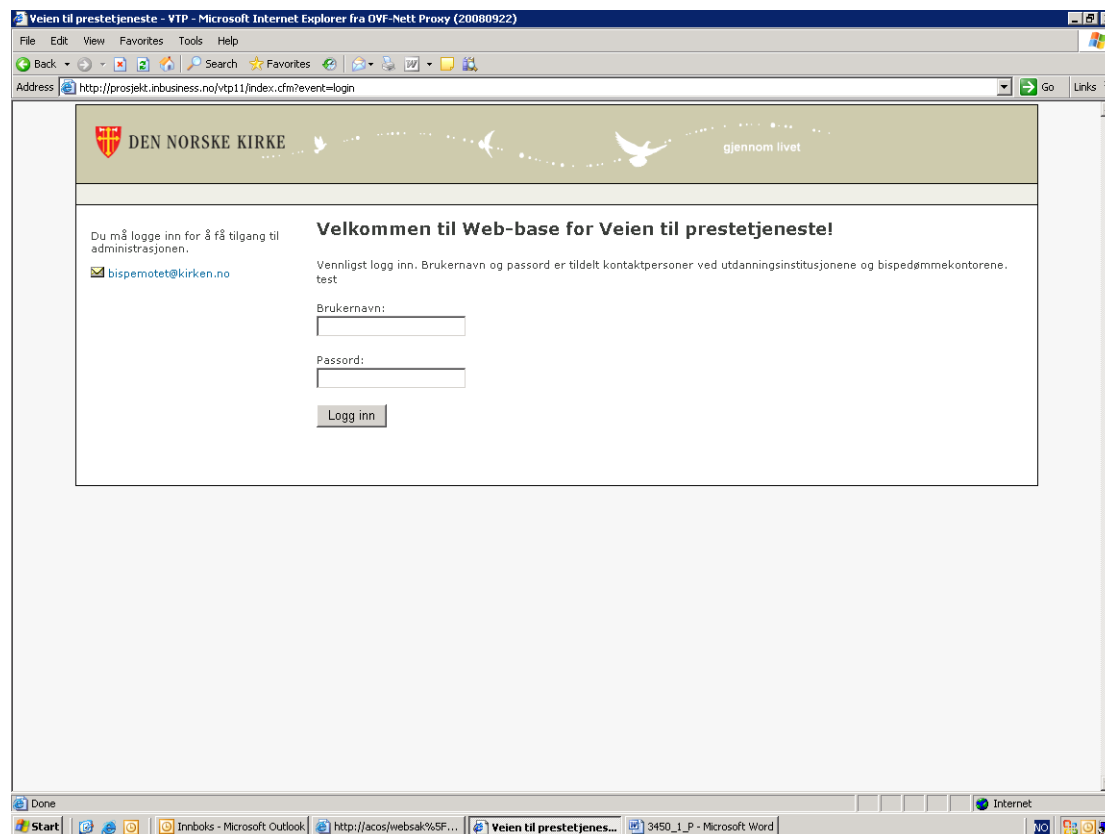 Veien til prestetjeneste - VTP - Microsoft Internet Explorer fra OVF-Nett Proxy (20080922)
File Edit View Favorites Tools Help
Back Search Favorites
Address http://prosjekt.inbusiness.no/vtp11/index.cfm?event=login Go Links
DEN NORSKE KIRKE
gjennom livet
Du må logge inn for å få tilgang til
administrasjonen.
bispemotet@kirken.no
Velkommen til Web-base for Veien til prestetjeneste!
Vennligst logg inn. Brukernavn og passord er tildelt kontaktpersoner ved utdanningsinstitusjonene og bispedømmekontorene.
test
Brukernavn:
Passord:
Logg inn
Done Internet
Start Innboks - Microsoft Outlook http://acos/websak%5F... Veien til prestetjenes... 3450_1_P - Microsoft Word NO